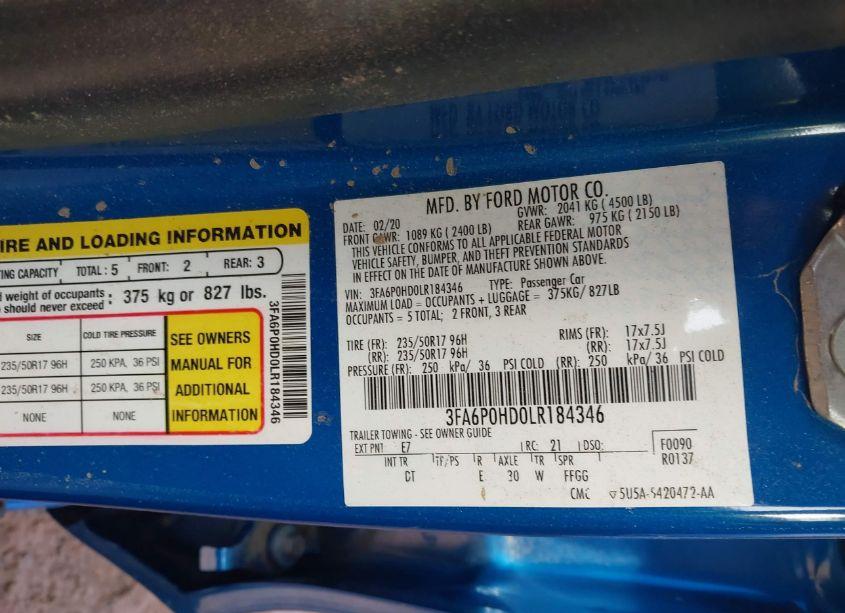 IRE AND LOADING INFORMATION
TING CAPACITY TOTAL : 5 FRONT: 2 REAR: 3
weight of occupants : 375 kg or 827 lbs.
should never exceed
SIZE COLD TIRE PRESSURE
235/50R17 96H 250 KPA, 36 PSI
235/50R17 96H 250 KPA, 36 PSI
NONE NONE
SEE OWNERS
MANUAL FOR
ADDITIONAL
INFORMATION
3FA6P0HD0LR184346
MFD. BY FORD MOTOR CO.
DATE: 02/20 GVWR: 2041 KG ( 4500 LB)
FRONT GAWR: 1089 KG ( 2400 LB) REAR GAWR: 975 KG ( 2150 LB)
THIS VEHICLE CONFORMS TO ALL APPLICABLE FEDERAL MOTOR
VEHICLE SAFETY, BUMPER, AND THEFT PREVENTION STANDARDS
IN EFFECT ON THE DATE OF MANUFACTURE SHOWN ABOVE.
VIN: 3FA6P0HD0LR184346 TYPE: Passenger Car
MAXIMUM LOAD = OCCUPANTS + LUGGAGE = 375KG/ 827LB
OCCUPANTS = 5 TOTAL; 2 FRONT, 3 REAR
TIRE (FR): 235/50R17 96H RIMS (FR): 17x7.5J
(RR): 235/50R17 96H (RR): 17x7.5J
PRESSURE (FR): 250 kPa/ 36 PSI COLD (RR): 250 kPa/ 36 PSI COLD
3FA6P0HD0LR184346
TRAILER TOWING - SEE OWNER GUIDE
EXT PNT: E7 RC: 21 DSO: F0090
INT TR TP/PS R AXLE TR SPR R0137
DT E 30 W FFGG
CMC 5U5A-S420472-AA